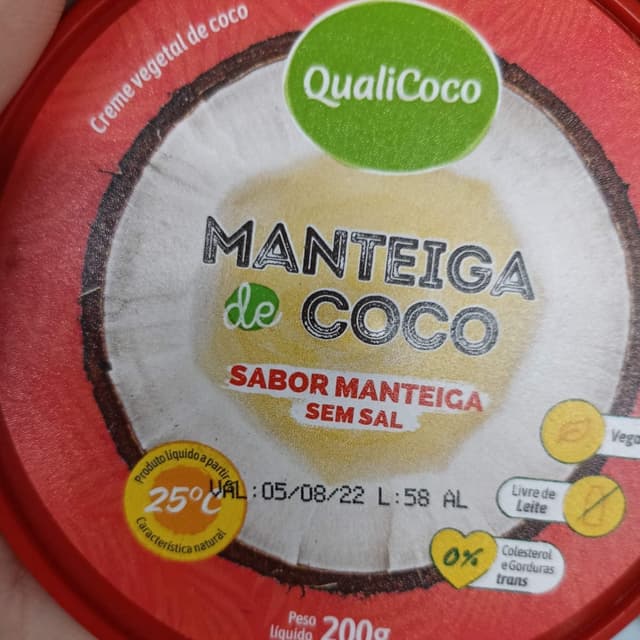 Creme vegetal de coco
QualiCoco
MANTEIGA
de COCO
SABOR MANTEIGA
SEM SAL
Produto líquido a partir
25°C
Característica natural
VAL:05/08/22 L:58 AL
Livre de
Leite
0%
Colesterol
e Gorduras
trans
Peso
líquido 200g